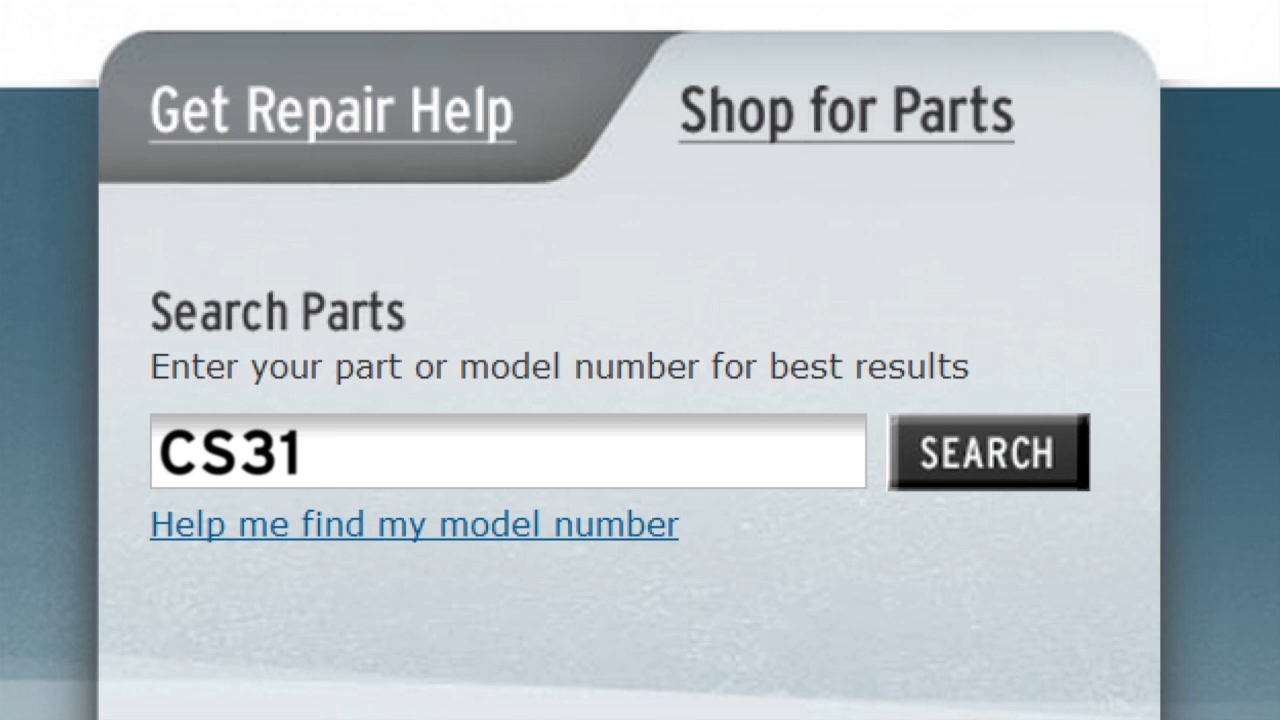 Get Repair Help
Shop for Parts
Search Parts
Enter your part or model number for best results
CS31
SEARCH
Help me find my model number